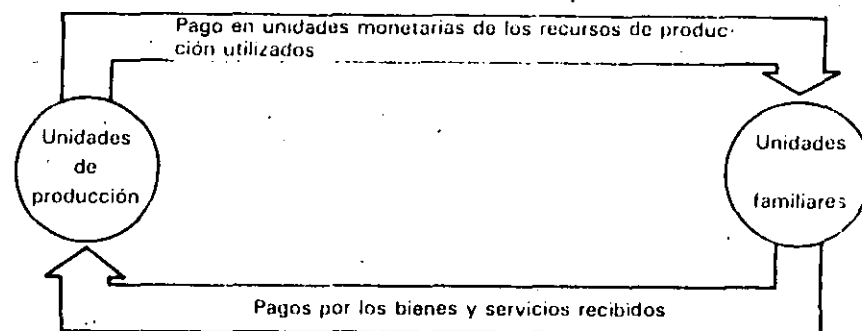 Pago en unidades monetarias de los recursos de produc-
ción utilizados
Unidades
de
producción
Unidades
familiares
Pagos por los bienes y servicios recibidos